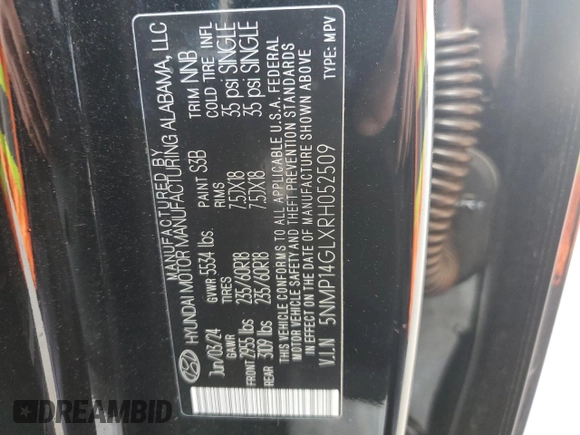 MANUFACTURED BY
HYUNDAI MOTOR MANUFACTURING ALABAMA, LLC
Jun/03/24 GVWR 5534 lbs. PAINT S3B TRIM NNB
GAWR TIRES RIMS COLD TIRE INFL
FRONT 2955 lbs 235/60R18 7.5JX18 35 psi SINGLE
REAR 3109 lbs 235/60R18 7.5JX18 35 psi SINGLE
THIS VEHICLE CONFORMS TO ALL APPLICABLE U.S.A. FEDERAL
MOTOR VEHICLE SAFETY AND THEFT PREVENTION STANDARDS
IN EFFECT ON THE DATE OF MANUFACTURE SHOWN ABOVE.
V.I.N 5NMP14GLXRH052509 TYPE: MPV
DREAMBID